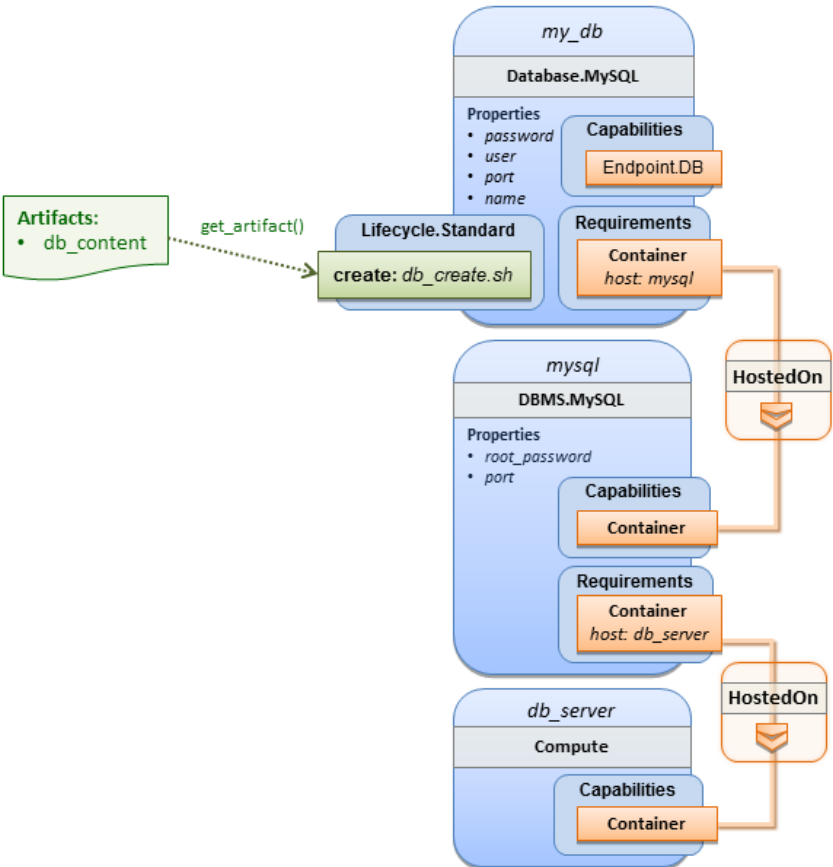 my_db
Database.MySQL
Properties
• password
• user
• port
• name
Capabilities
Endpoint.DB
Requirements
Container
host: mysql
Artifacts:
• db_content
get_artifact()
Lifecycle.Standard
create: db_create.sh
HostedOn
mysql
DBMS.MySQL
Properties
• root_password
• port
Capabilities
Container
Requirements
Container
host: db_server
HostedOn
db_server
Compute
Capabilities
Container